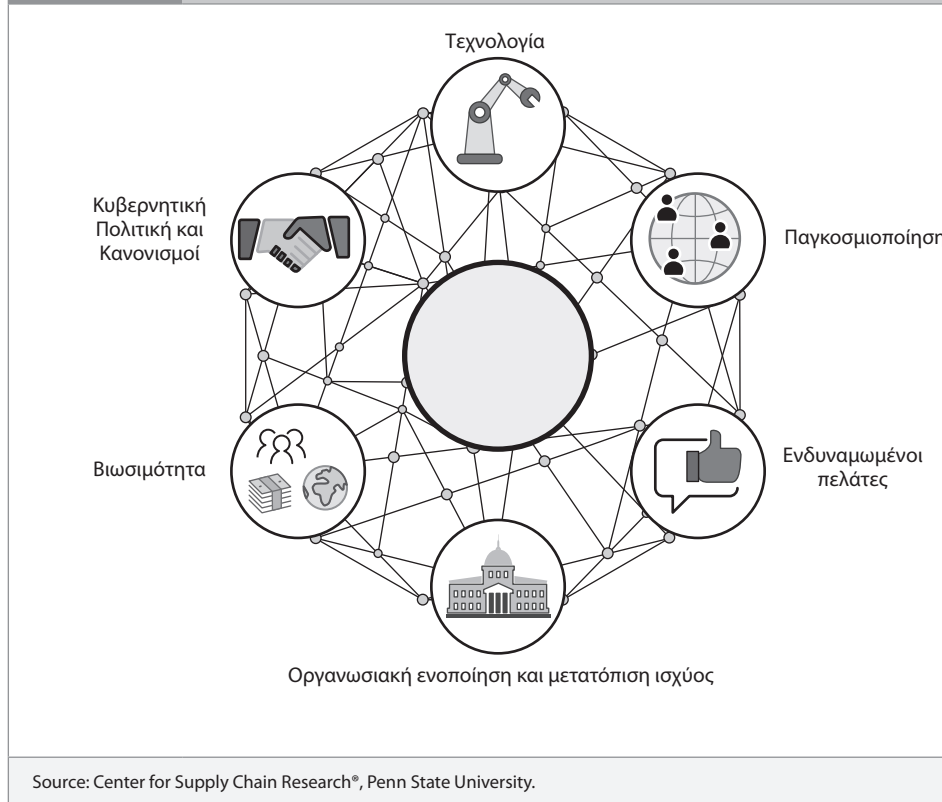 Τεχνολογία
Κυβερνητική
Πολιτική και
Κανονισμοί
Παγκοσμιοποίηση
Βιωσιμότητα
Ενδυναμωμένοι
πελάτες
Οργανωσιακή ενοποίηση και μετατόπιση ισχύος
Source: Center for Supply Chain Research®, Penn State University.